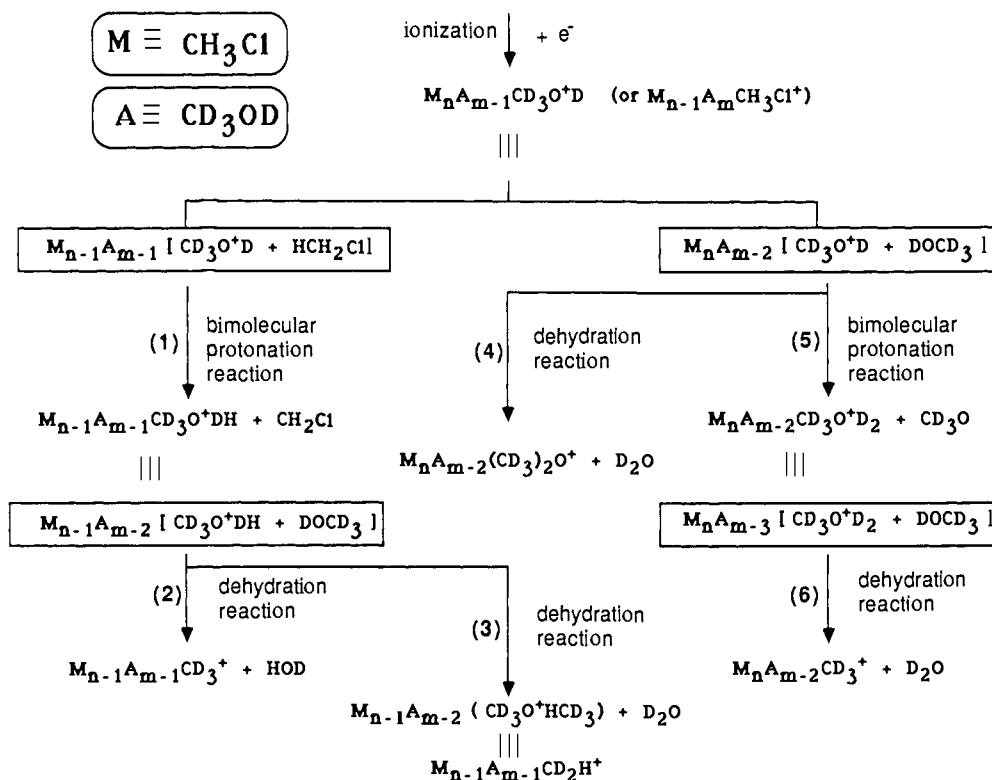 M ≡ CH₃Cl
A ≡ CD₃OD
ionization + e⁻
MₙAₘ₋₁CD₃O⁺D (or Mₙ₋₁AₘCH₃Cl⁺)
|||
Mₙ₋₁Aₘ₋₁ [CD₃O⁺D + HCH₂Cl]
MₙAₘ₋₂ [CD₃O⁺D + DOCD₃]
(1) bimolecular
protonation
reaction
(4) dehydration
reaction
(5) bimolecular
protonation
reaction
Mₙ₋₁Aₘ₋₁CD₃O⁺DH + CH₂Cl
MₙAₘ₋₂(CD₃)₂O⁺ + D₂O
MₙAₘ₋₂CD₃O⁺D₂ + CD₃O
|||
|||
Mₙ₋₁Aₘ₋₂ [CD₃O⁺DH + DOCD₃]
MₙAₘ₋₃ [CD₃O⁺D₂ + DOCD₃]
(2) dehydration
reaction
(3) dehydration
reaction
(6) dehydration
reaction
Mₙ₋₁Aₘ₋₁CD₃⁺ + HOD
MₙAₘ₋₂CD₃⁺ + D₂O
Mₙ₋₁Aₘ₋₂ (CD₃O⁺HCD₃) + D₂O
|||
Mₙ₋₁Aₘ₋₁CD₂H⁺